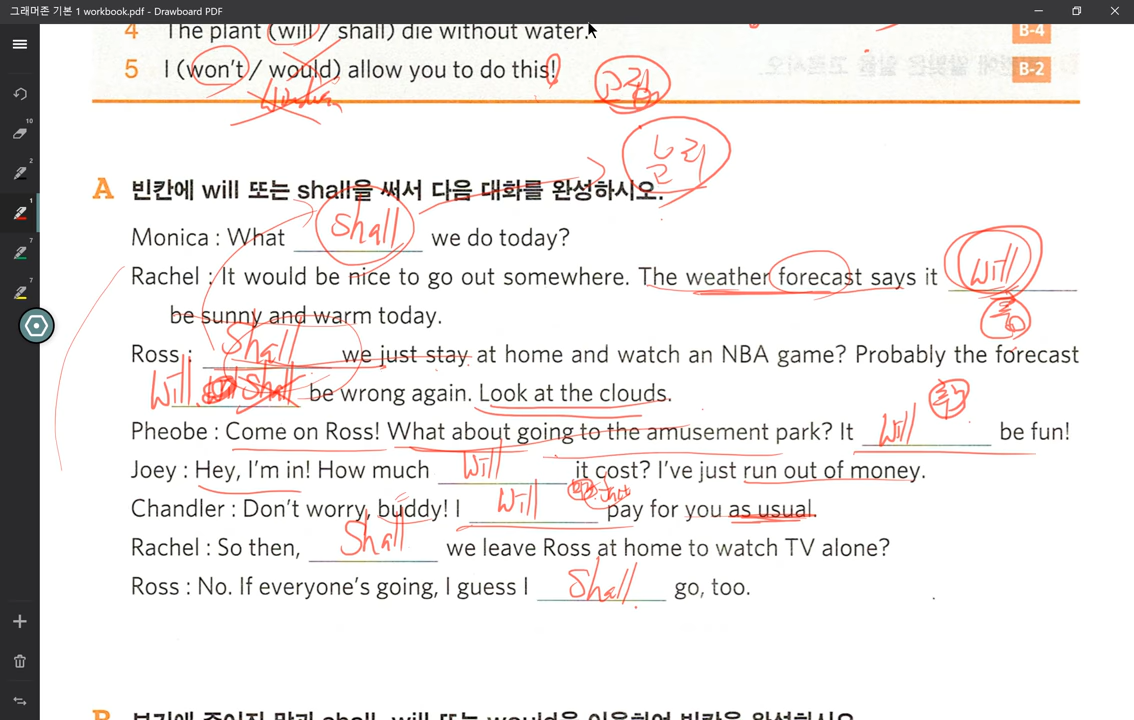 그래머존 기본 1 workbook.pdf - Drawboard PDF
4 The plant (will / shall) die without water. B-4
5 I (won't / would) allow you to do this! B-2
A 빈칸에 will 또는 shall을 써서 다음 대화를 완성하시오.
Monica : What shall we do today?
Rachel : It would be nice to go out somewhere. The weather forecast says it will
be sunny and warm today.
Ross : Shall we just stay at home and watch an NBA game? Probably the forecast
Will Shall be wrong again. Look at the clouds.
Pheobe : Come on Ross! What about going to the amusement park? It will be fun!
Joey : Hey, I'm in! How much will it cost? I've just run out of money.
Chandler : Don't worry, buddy! I will pay for you as usual.
Rachel : So then, Shall we leave Ross at home to watch TV alone?
Ross : No. If everyone's going, I guess I Shall go, too.